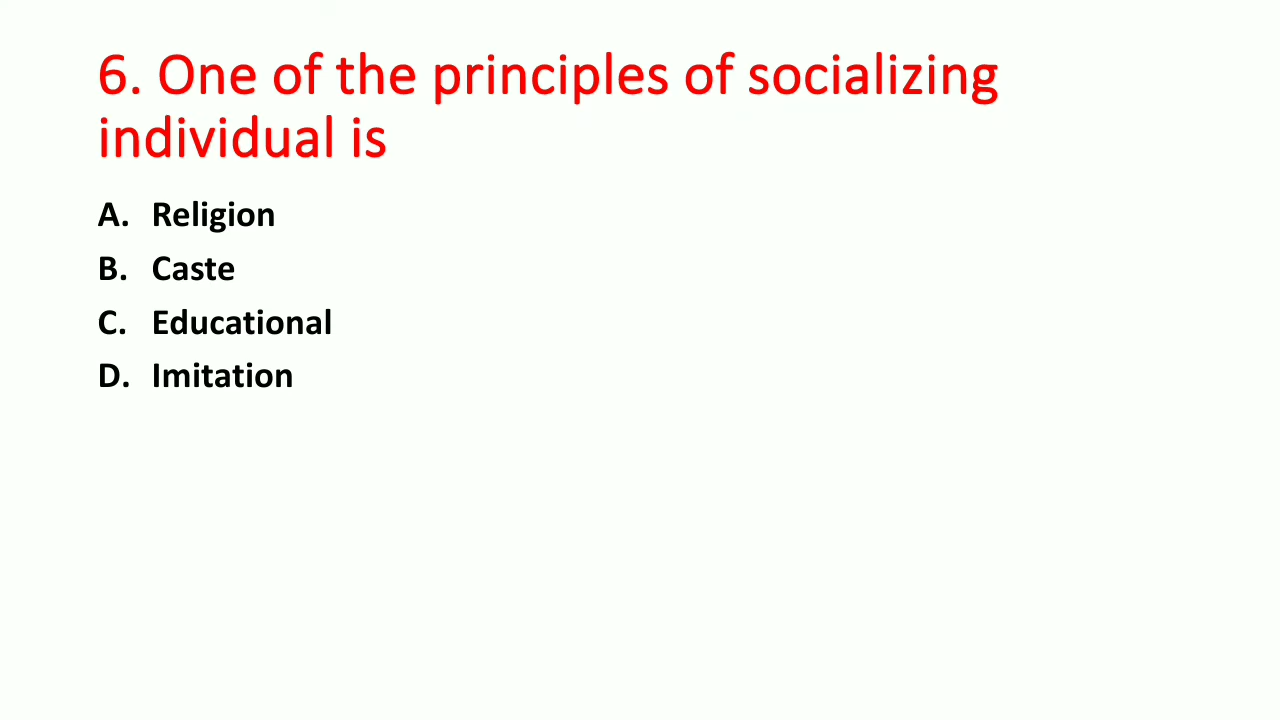 6. One of the principles of socializing
individual is
A. Religion
B. Caste
C. Educational
D. Imitation